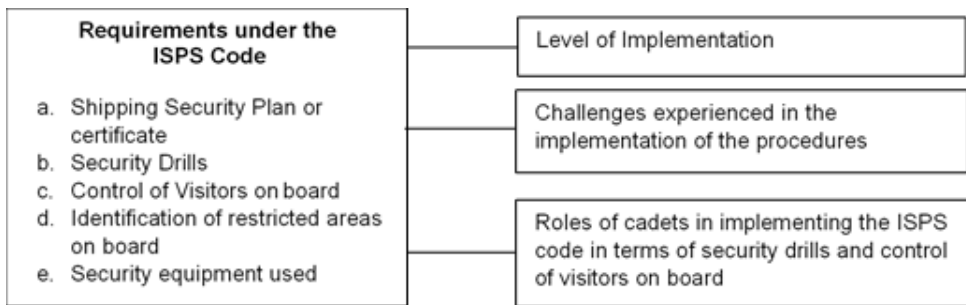 Requirements under the
ISPS Code
a. Shipping Security Plan or
certificate
b. Security Drills
c. Control of Visitors on board
d. Identification of restricted areas
on board
e. Security equipment used
Level of Implementation
Challenges experienced in the
implementation of the procedures
Roles of cadets in implementing the ISPS
code in terms of security drills and control
of visitors on board